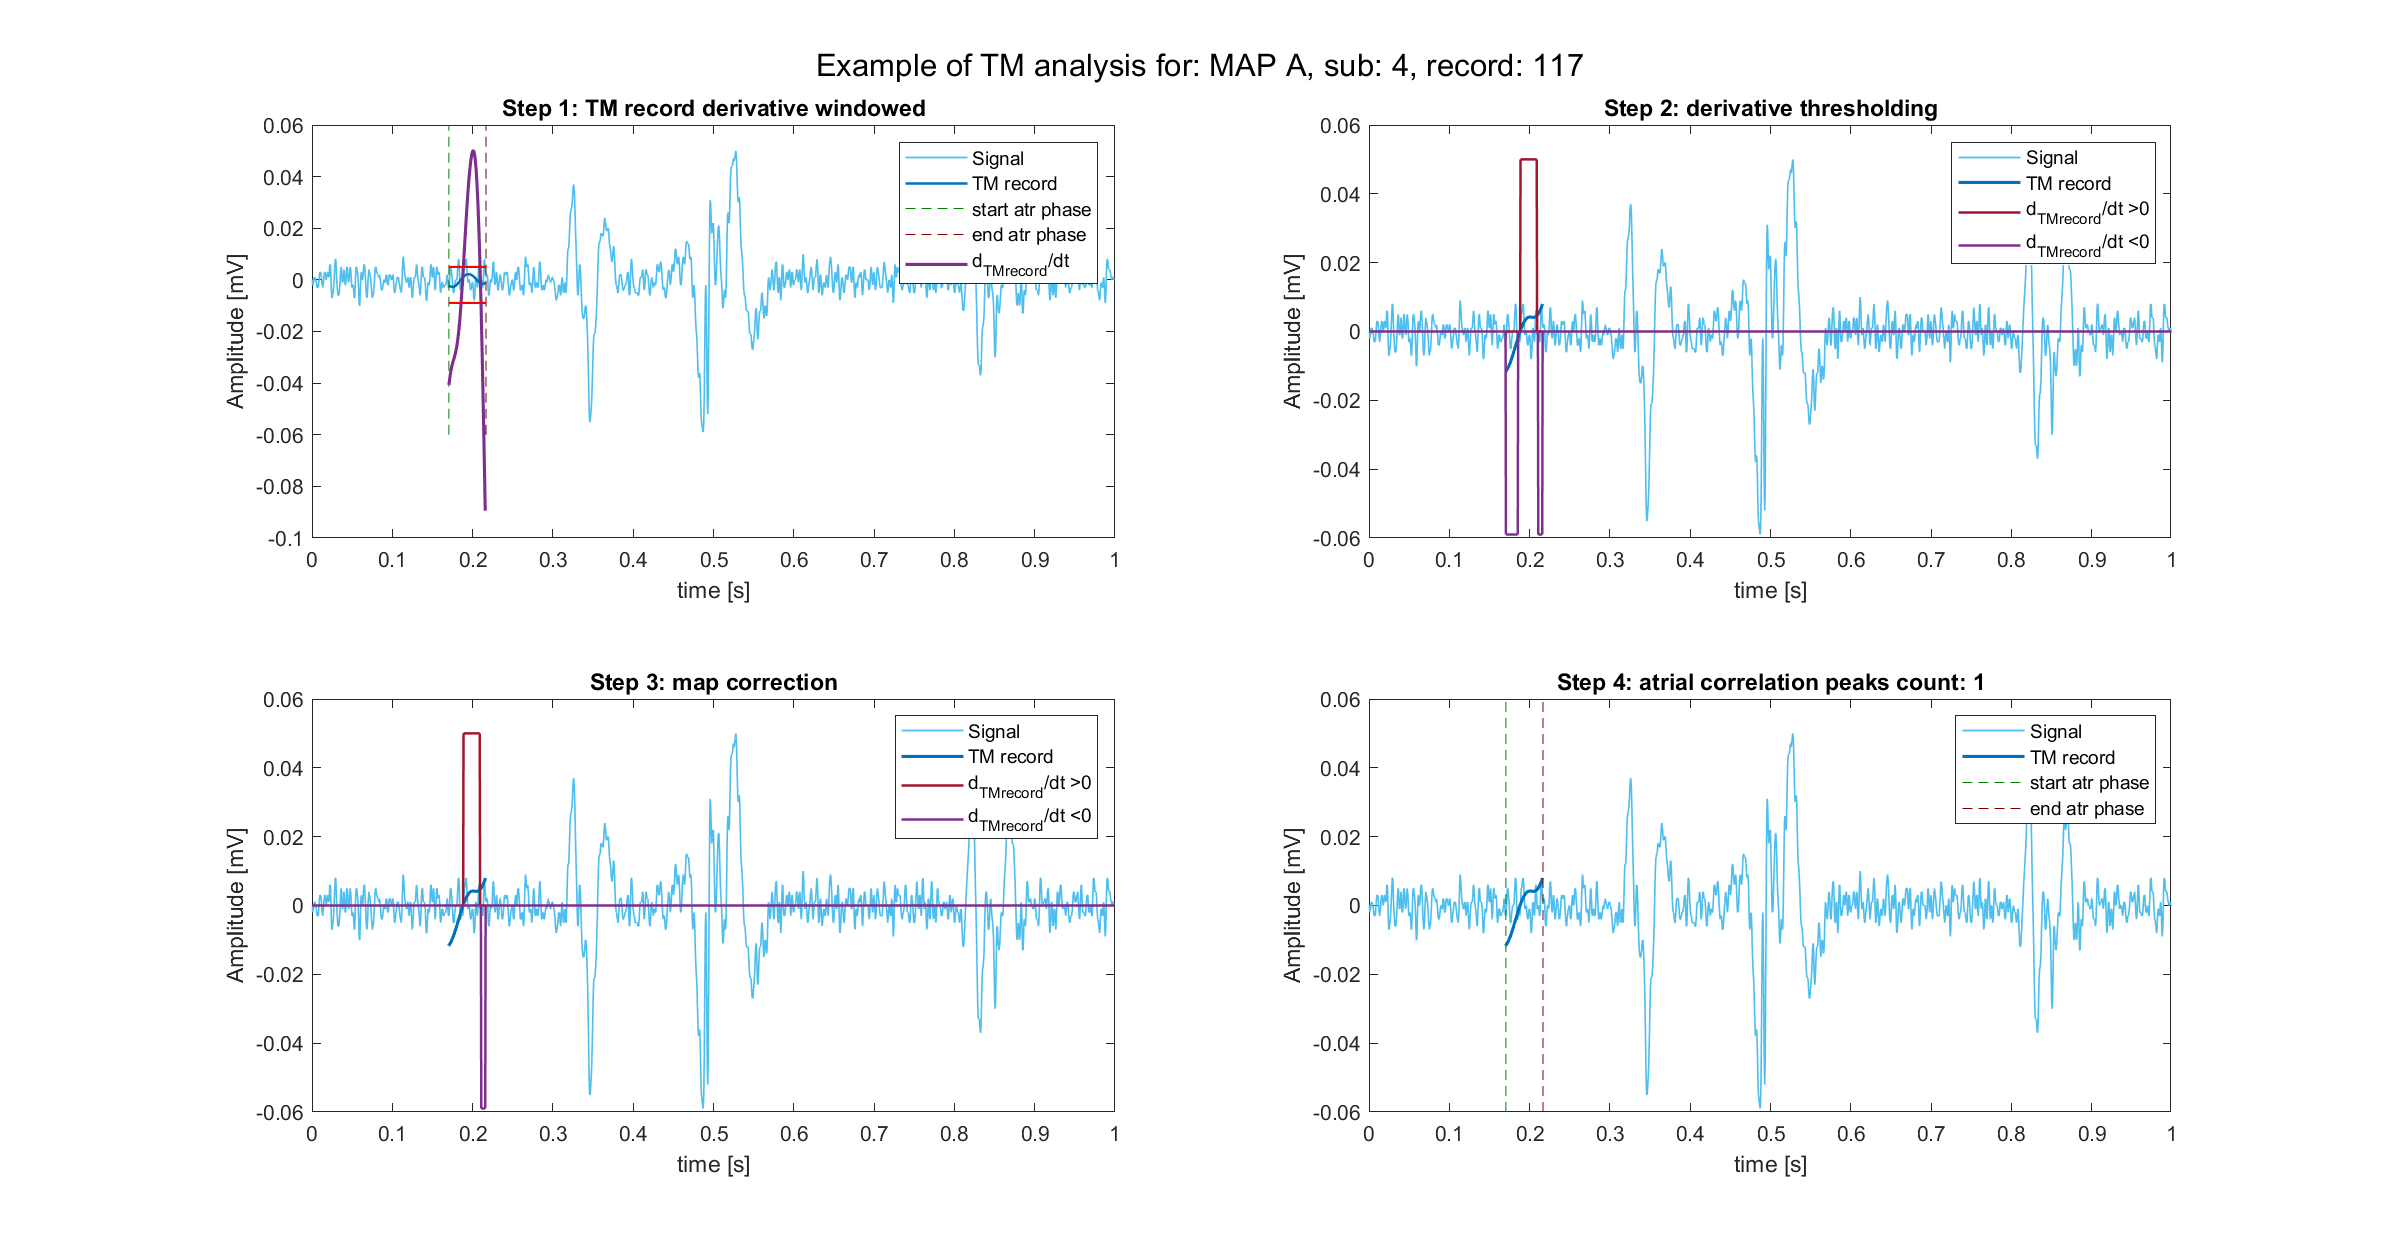 Example of TM analysis for: MAP A, sub: 4, record: 117
Step 1: TM record derivative windowed
0.06
0.04
0.02
0
-0.02
-0.04
-0.06
-0.08
-0.1
Amplitude [mV]
0 0.1 0.2 0.3 0.4 0.5 0.6 0.7 0.8 0.9 1
time [s]
Signal
TM record
start atr phase
end atr phase
dTMrecord/dt
Step 2: derivative thresholding
0.06
0.04
0.02
0
-0.02
-0.04
-0.06
Amplitude [mV]
0 0.1 0.2 0.3 0.4 0.5 0.6 0.7 0.8 0.9 1
time [s]
Signal
TM record
dTMrecord/dt >0
dTMrecord/dt <0
Step 3: map correction
0.06
0.04
0.02
0
-0.02
-0.04
-0.06
Amplitude [mV]
0 0.1 0.2 0.3 0.4 0.5 0.6 0.7 0.8 0.9 1
time [s]
Signal
TM record
dTMrecord/dt >0
dTMrecord/dt <0
Step 4: atrial correlation peaks count: 1
0.06
0.04
0.02
0
-0.02
-0.04
-0.06
Amplitude [mV]
0 0.1 0.2 0.3 0.4 0.5 0.6 0.7 0.8 0.9 1
time [s]
Signal
TM record
start atr phase
end atr phase